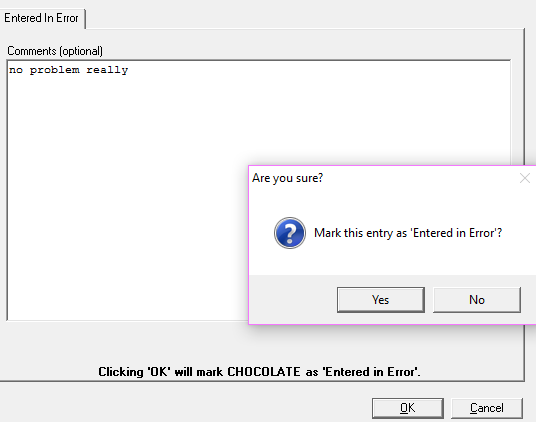 Entered In Error
Comments (optional)
no problem really
Are you sure?
Mark this entry as 'Entered in Error'?
Yes
No
Clicking 'OK' will mark CHOCOLATE as 'Entered in Error'.
OK
Cancel